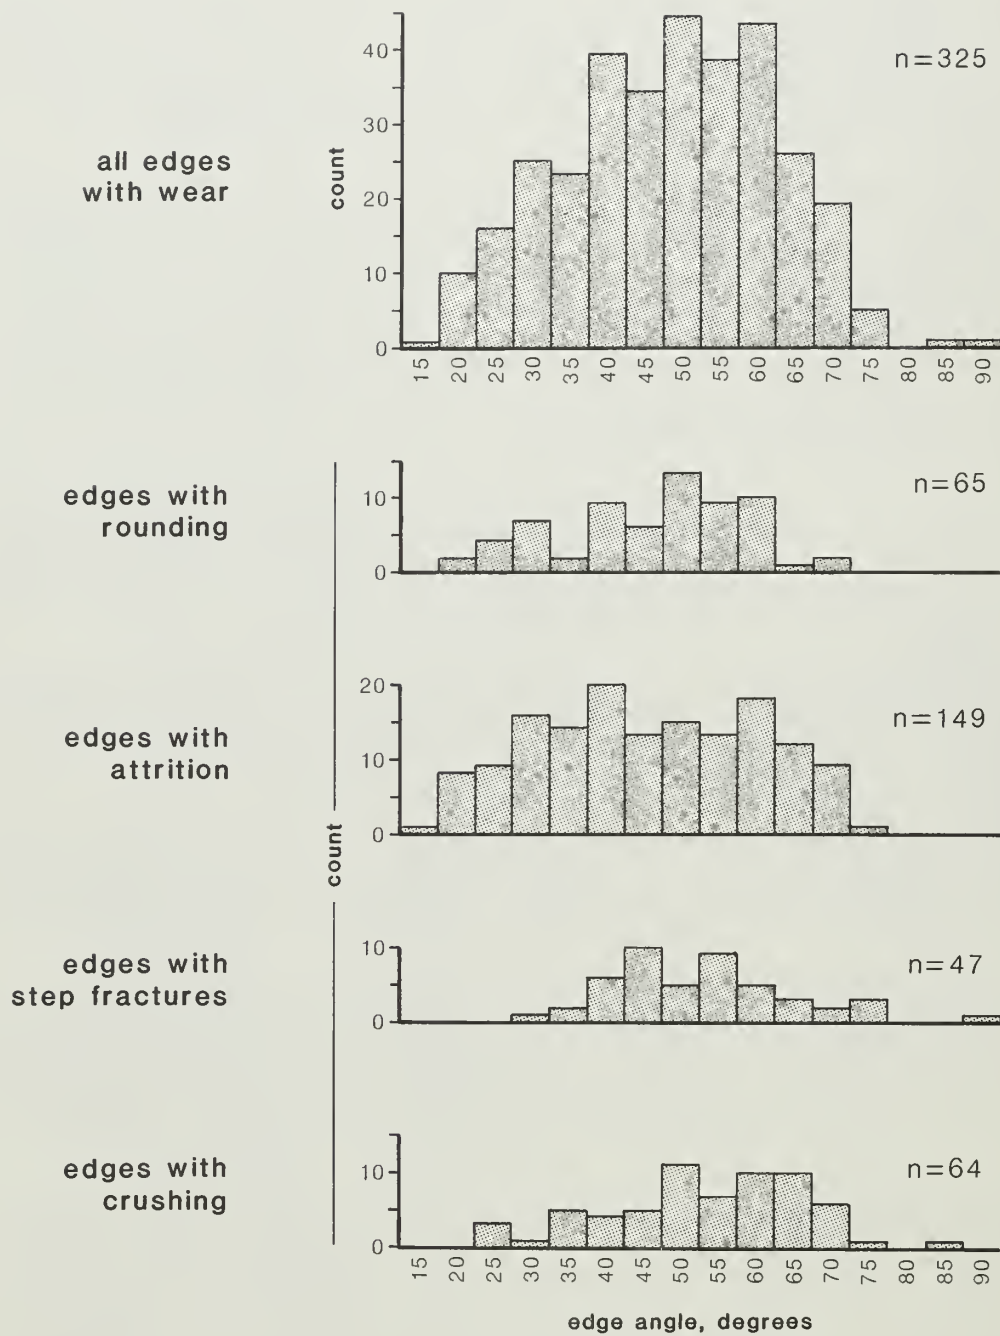 all edges
with wear
count
40
30
20
10
0
n=325
15 20 25 30 35 40 45 50 55 60 65 70 75 80 85 90
edges with
rounding
10
0
n=65
edges with
attrition
20
10
0
n=149
count
edges with
step fractures
10
0
n=47
edges with
crushing
10
0
n=64
15 20 25 30 35 40 45 50 55 60 65 70 75 80 85 90
edge angle, degrees